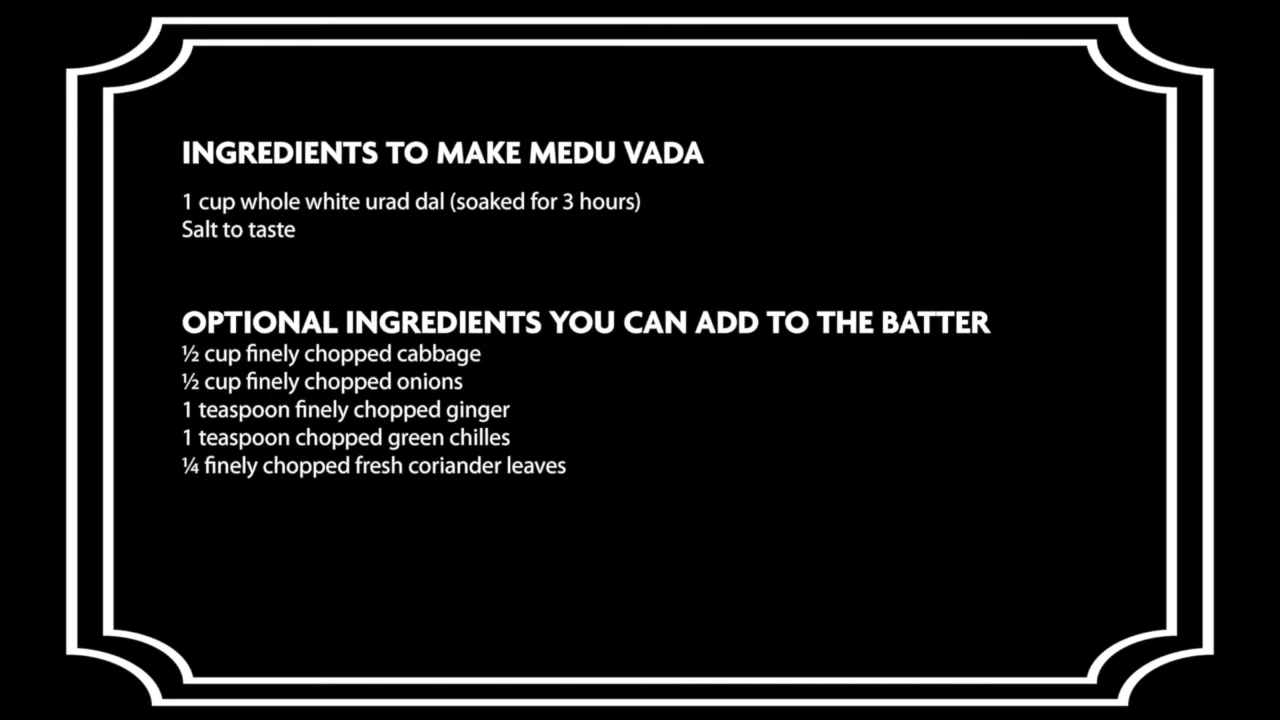 INGREDIENTS TO MAKE MEDU VADA
1 cup whole white urad dal (soaked for 3 hours)
Salt to taste
OPTIONAL INGREDIENTS YOU CAN ADD TO THE BATTER
½ cup finely chopped cabbage
½ cup finely chopped onions
1 teaspoon finely chopped ginger
1 teaspoon chopped green chilles
¼ finely chopped fresh coriander leaves